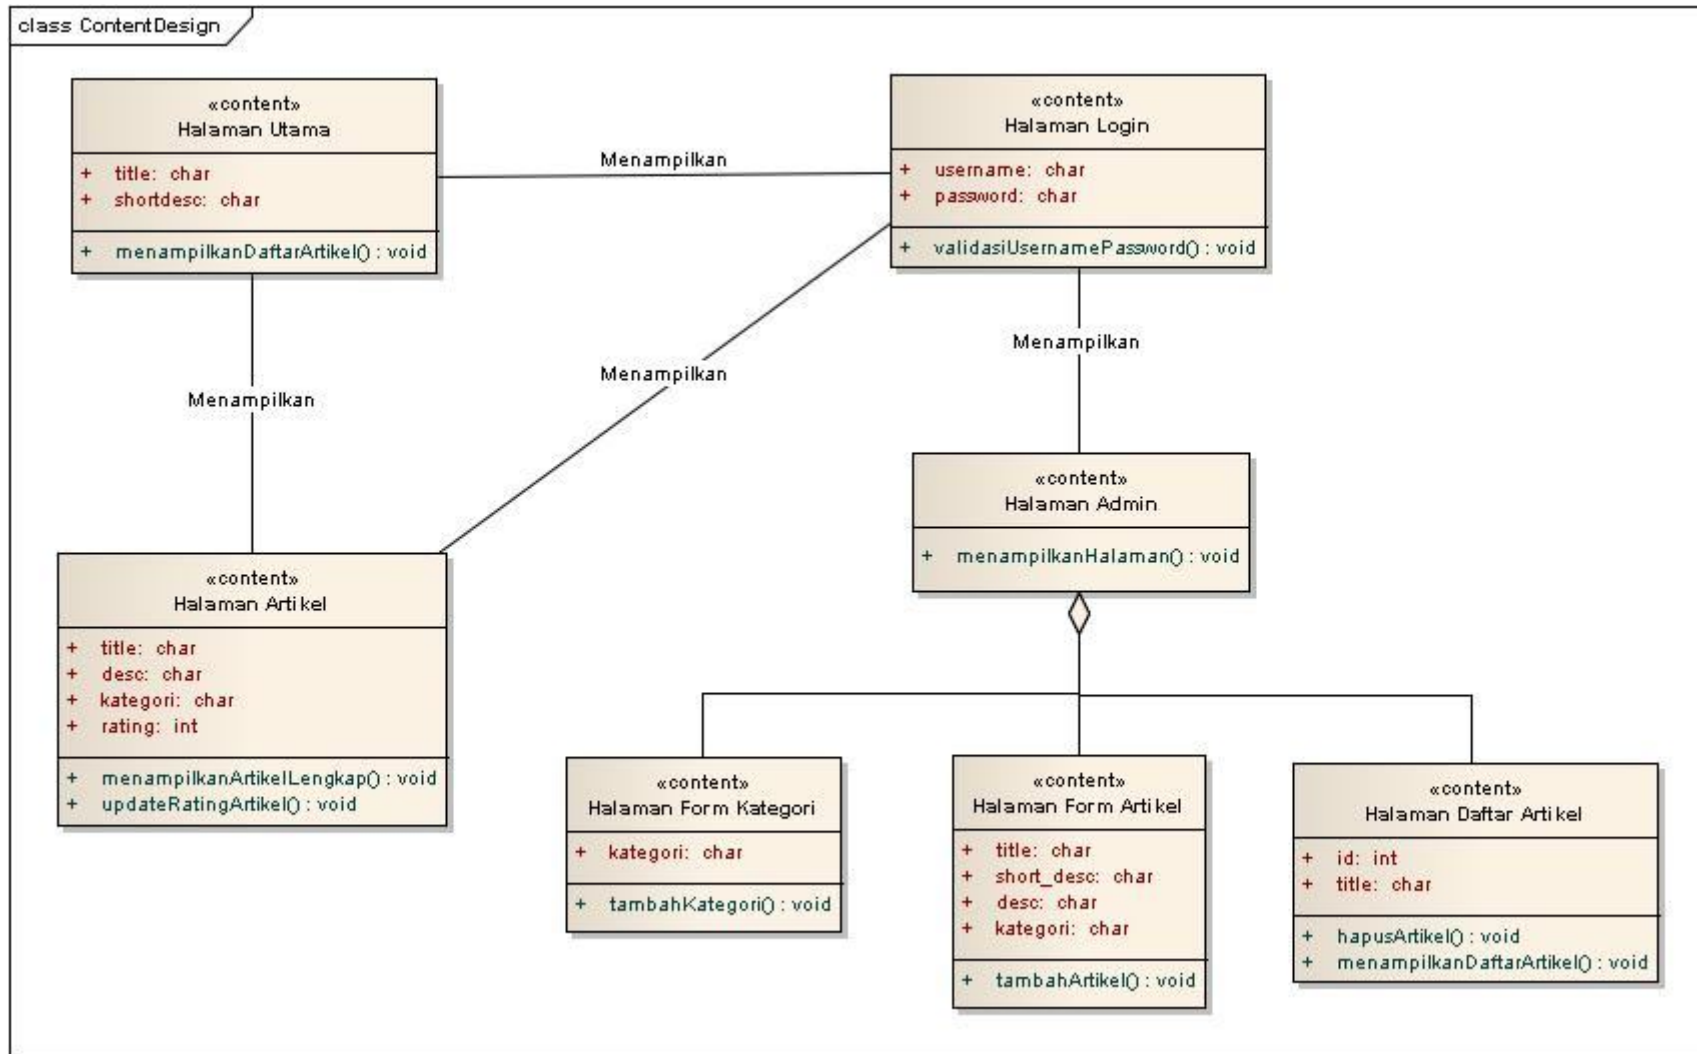 class ContentDesign
«content»
Halaman Utama
+ title: char
+ shortdesc: char
+ menampilkanDaftarArtikel() : void
Menampilkan
«content»
Halaman Login
+ username: char
+ password: char
+ validasiUsernamePassword() : void
Menampilkan
Menampilkan
Menampilkan
«content»
Halaman Admin
+ menampilkanHalaman() : void
«content»
Halaman Artikel
+ title: char
+ desc: char
+ kategori: char
+ rating: int
+ menampilkanArtikelLengkap() : void
+ updateRatingArtikel() : void
«content»
Halaman Form Kategori
+ kategori: char
+ tambahKategori() : void
«content»
Halaman Form Artikel
+ title: char
+ short_desc: char
+ desc: char
+ kategori: char
+ tambahArtikel() : void
«content»
Halaman Daftar Artikel
+ id: int
+ title: char
+ hapusArtikel() : void
+ menampilkanDaftarArtikel() : void